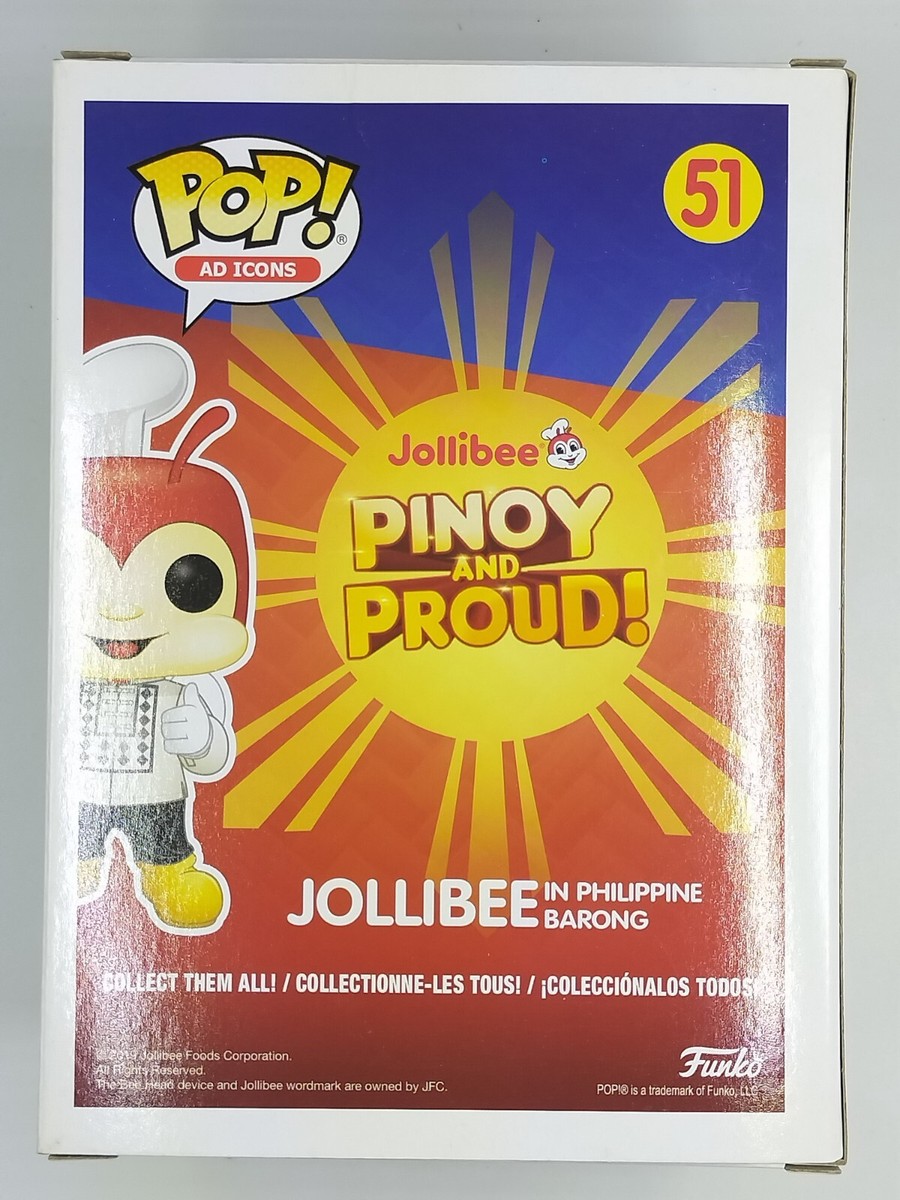 POP!®
AD ICONS
51
Jollibee®
PINOY
AND
PROUD!
JOLLIBEE IN PHILIPPINE BARONG
COLLECT THEM ALL! / COLLECTIONNE-LES TOUS! / ¡COLECCIÓNALOS TODOS
© 2019 Jollibee Foods Corporation.
All Rights Reserved.
The Bee Head device and Jollibee wordmark are owned by JFC.
Funko
POP!® is a trademark of Funko, LLC